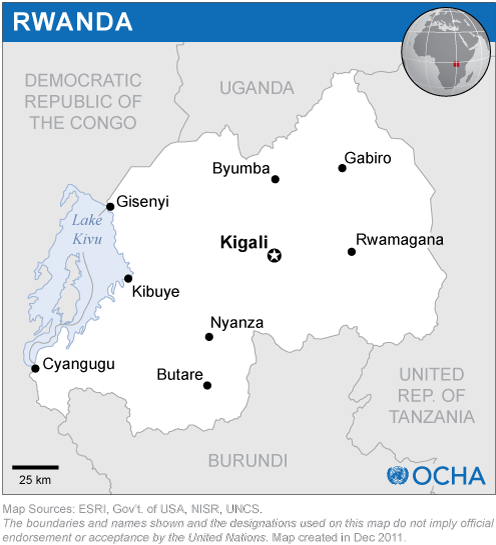 RWANDA
DEMOCRATIC
REPUBLIC OF
THE CONGO
UGANDA
Gabiro
Byumba
Gisenyi
Lake
Kivu
Kigali
Rwamagana
Kibuye
Nyanza
Cyangugu
Butare
UNITED
REP. OF
TANZANIA
BURUNDI
25 km
OCHA
Map Sources: ESRI, Gov't. of USA, NISR, UNCS.
The boundaries and names shown and the designations used on this map do not imply official
endorsement or acceptance by the United Nations. Map created in Dec 2011.